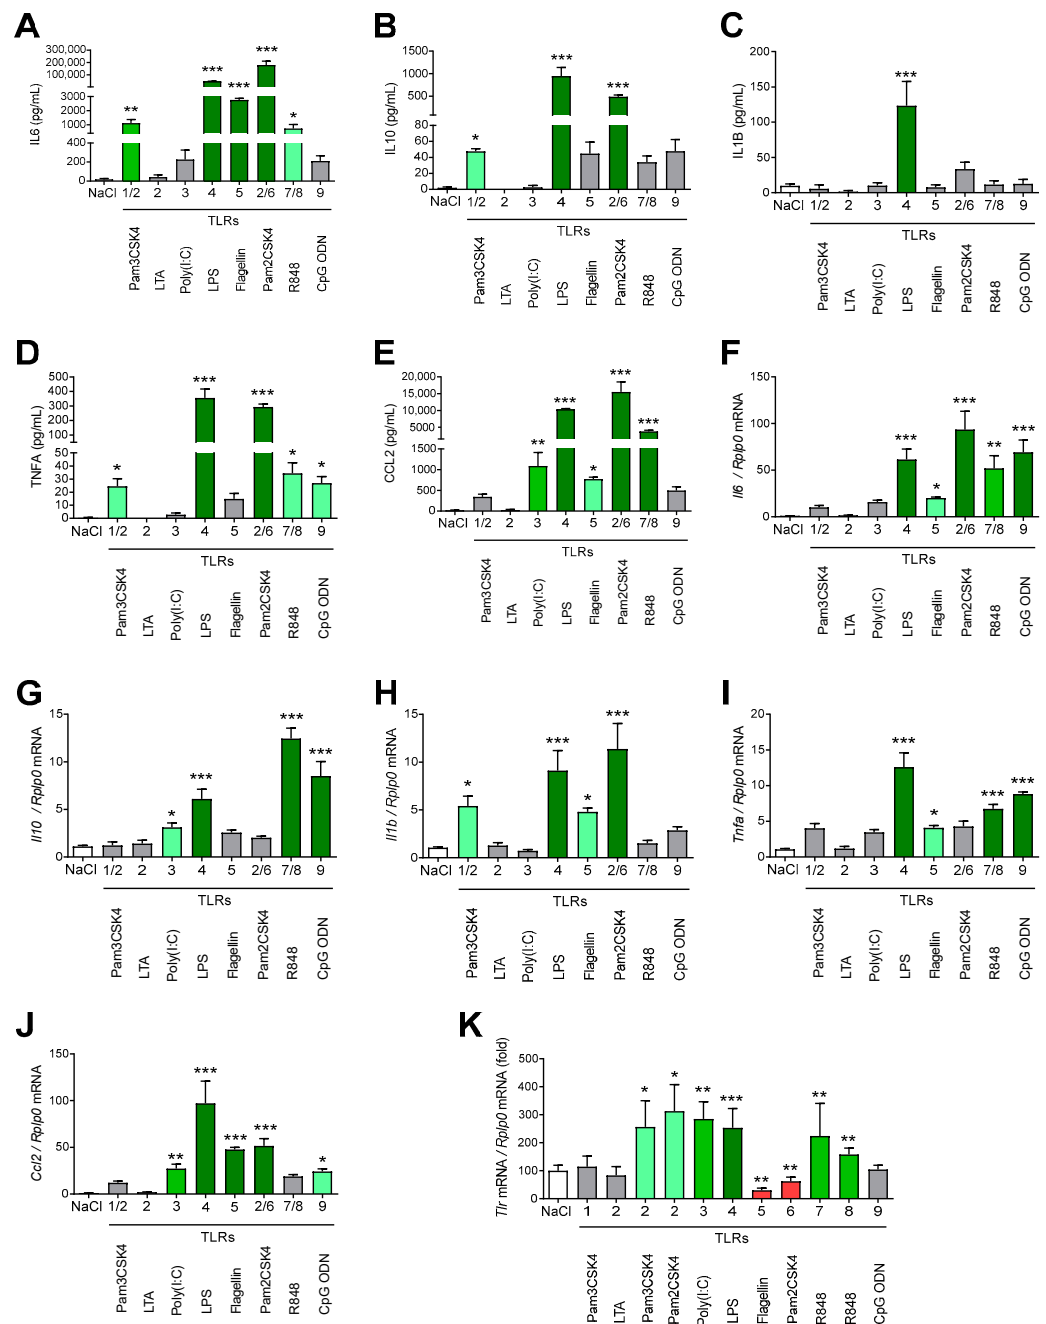 A
IL6 (pg/mL)
300,000
200,000
100,000
3000
2000
1000
400
200
0
** *** *** *** *
NaCl 1/2 2 3 4 5 2/6 7/8 9
TLRs
Pam3CSK4
LTA
Poly(I:C)
LPS
Flagellin
Pam2CSK4
R848
CpG ODN
B
IL10 (pg/mL)
1500
1000
500
80
60
40
20
0
* *** ***
NaCl 1/2 2 3 4 5 2/6 7/8 9
TLRs
Pam3CSK4
LTA
Poly(I:C)
LPS
Flagellin
Pam2CSK4
R848
CpG ODN
C
IL1B (pg/mL)
200
150
100
50
0
***
NaCl 1/2 2 3 4 5 2/6 7/8 9
TLRs
Pam3CSK4
LTA
Poly(I:C)
LPS
Flagellin
Pam2CSK4
R848
CpG ODN
D
TNFA (pg/mL)
500
400
300
200
100
50
40
30
20
10
0
* *** *** * *
NaCl 1/2 2 3 4 5 2/6 7/8 9
TLRs
Pam3CSK4
LTA
Poly(I:C)
LPS
Flagellin
Pam2CSK4
R848
CpG ODN
E
CCL2 (pg/mL)
20,000
15,000
10,000
5,000
1500
1000
500
0
** *** * *** ***
NaCl 1/2 2 3 4 5 2/6 7/8 9
TLRs
Pam3CSK4
LTA
Poly(I:C)
LPS
Flagellin
Pam2CSK4
R848
CpG ODN
F
Il6 / Rplp0 mRNA
150
100
50
0
*** * *** ** ***
NaCl 1/2 2 3 4 5 2/6 7/8 9
TLRs
Pam3CSK4
LTA
Poly(I:C)
LPS
Flagellin
Pam2CSK4
R848
CpG ODN
G
Il10 / Rplp0 mRNA
15
10
5
0
* *** *** ***
NaCl 1/2 2 3 4 5 2/6 7/8 9
TLRs
Pam3CSK4
LTA
Poly(I:C)
LPS
Flagellin
Pam2CSK4
R848
CpG ODN
H
Il1b / Rplp0 mRNA
15
10
5
0
* *** * ***
NaCl 1/2 2 3 4 5 2/6 7/8 9
TLRs
Pam3CSK4
LTA
Poly(I:C)
LPS
Flagellin
Pam2CSK4
R848
CpG ODN
I
Tnfa / Rplp0 mRNA
20
15
10
5
0
*** * *** ***
NaCl 1/2 2 3 4 5 2/6 7/8 9
TLRs
Pam3CSK4
LTA
Poly(I:C)
LPS
Flagellin
Pam2CSK4
R848
CpG ODN
J
Ccl2 / Rplp0 mRNA
150
100
50
0
** *** *** *** *
NaCl 1/2 2 3 4 5 2/6 7/8 9
TLRs
Pam3CSK4
LTA
Poly(I:C)
LPS
Flagellin
Pam2CSK4
R848
CpG ODN
K
Tlr mRNA / Rplp0 mRNA (fold)
500
400
300
200
100
0
* * ** *** ** ** ** **
NaCl 1 2 2 2 3 4 5 6 7 8 9
TLRs
Pam3CSK4
LTA
Pam3CSK4
Pam2CSK4
Poly(I:C)
LPS
Flagellin
Pam2CSK4
R848
R848
CpG ODN